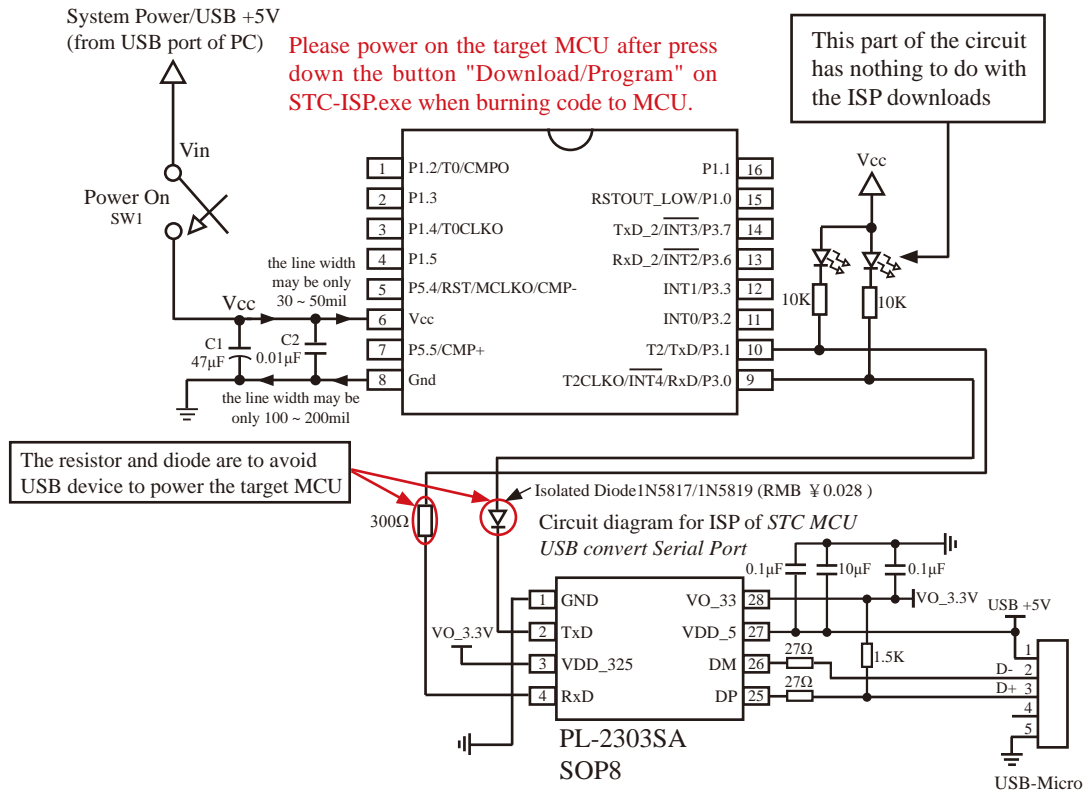 System Power/USB +5V
(from USB port of PC)
Please power on the target MCU after press
down the button "Download/Program" on
STC-ISP.exe when burning code to MCU.
This part of the circuit
has nothing to do with
the ISP downloads
Vin
Power On
SW1
Vcc
the line width
may be only
30 ~ 50mil
C1
47μF
C2
0.01μF
the line width may be
only 100 ~ 200mil
1 P1.2/T0/CMPO
2 P1.3
3 P1.4/T0CLKO
4 P1.5
5 P5.4/RST/MCLKO/CMP-
6 Vcc
7 P5.5/CMP+
8 Gnd
P1.1 16
RSTOUT_LOW/P1.0 15
TxD_2/INT3/P3.7 14
RxD_2/INT2/P3.6 13
INT1/P3.3 12
INT0/P3.2 11
T2/TxD/P3.1 10
T2CLKO/INT4/RxD/P3.0 9
Vcc
10K
10K
The resistor and diode are to avoid
USB device to power the target MCU
300Ω
Isolated Diode1N5817/1N5819 (RMB ¥0.028 )
Circuit diagram for ISP of STC MCU
USB convert Serial Port
0.1μF
10μF
0.1μF
VO_3.3V
1 GND
2 TxD
3 VDD_325
4 RxD
VO_33 28
VDD_5 27
DM 26
DP 25
VO_3.3V
USB +5V
27Ω
27Ω
1.5K
D-
D+
1
2
3
4
5
PL-2303SA
SOP8
USB-Micro